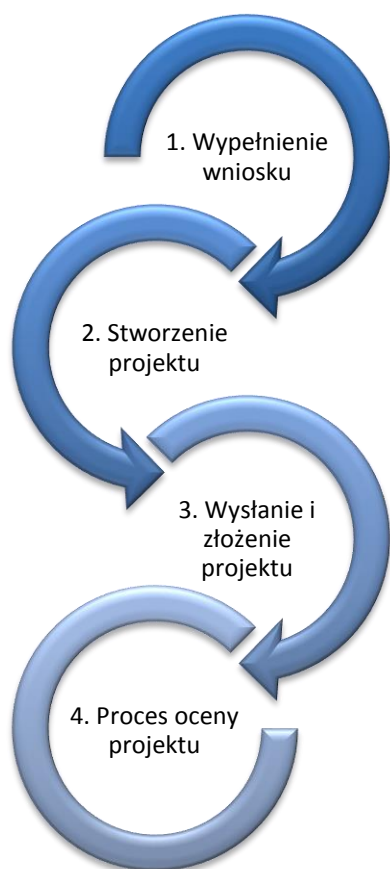 1. Wypełnienie
wniosku
2. Stworzenie
projektu
3. Wysłanie i
złożenie
projektu
4. Proces oceny
projektu